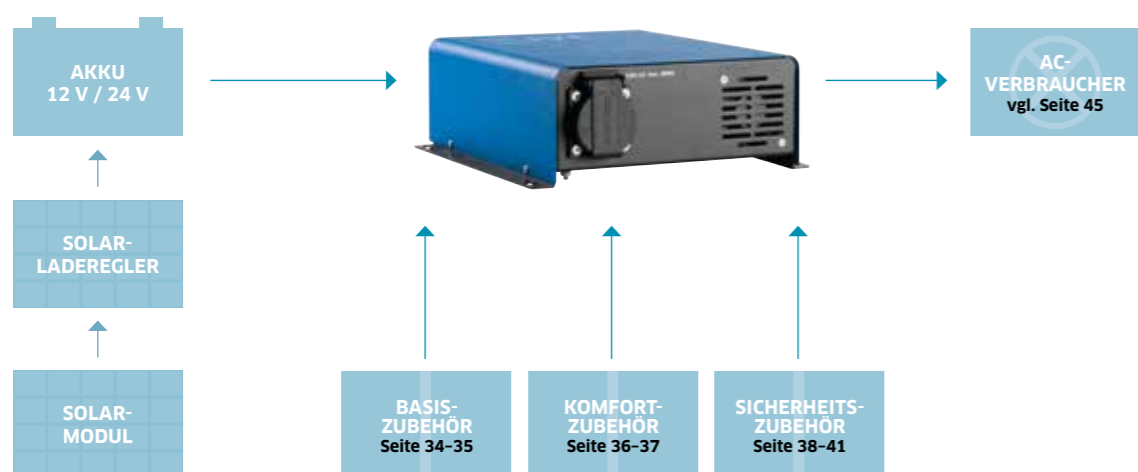 AKKU
12 V / 24 V
AC-
VERBRAUCHER
vgl. Seite 45
SOLAR-
LADEREGLER
SOLAR-
MODUL
BASIS-
ZUBEHÖR
Seite 34–35
KOMFORT-
ZUBEHÖR
Seite 36–37
SICHERHEITS-
ZUBEHÖR
Seite 38–41